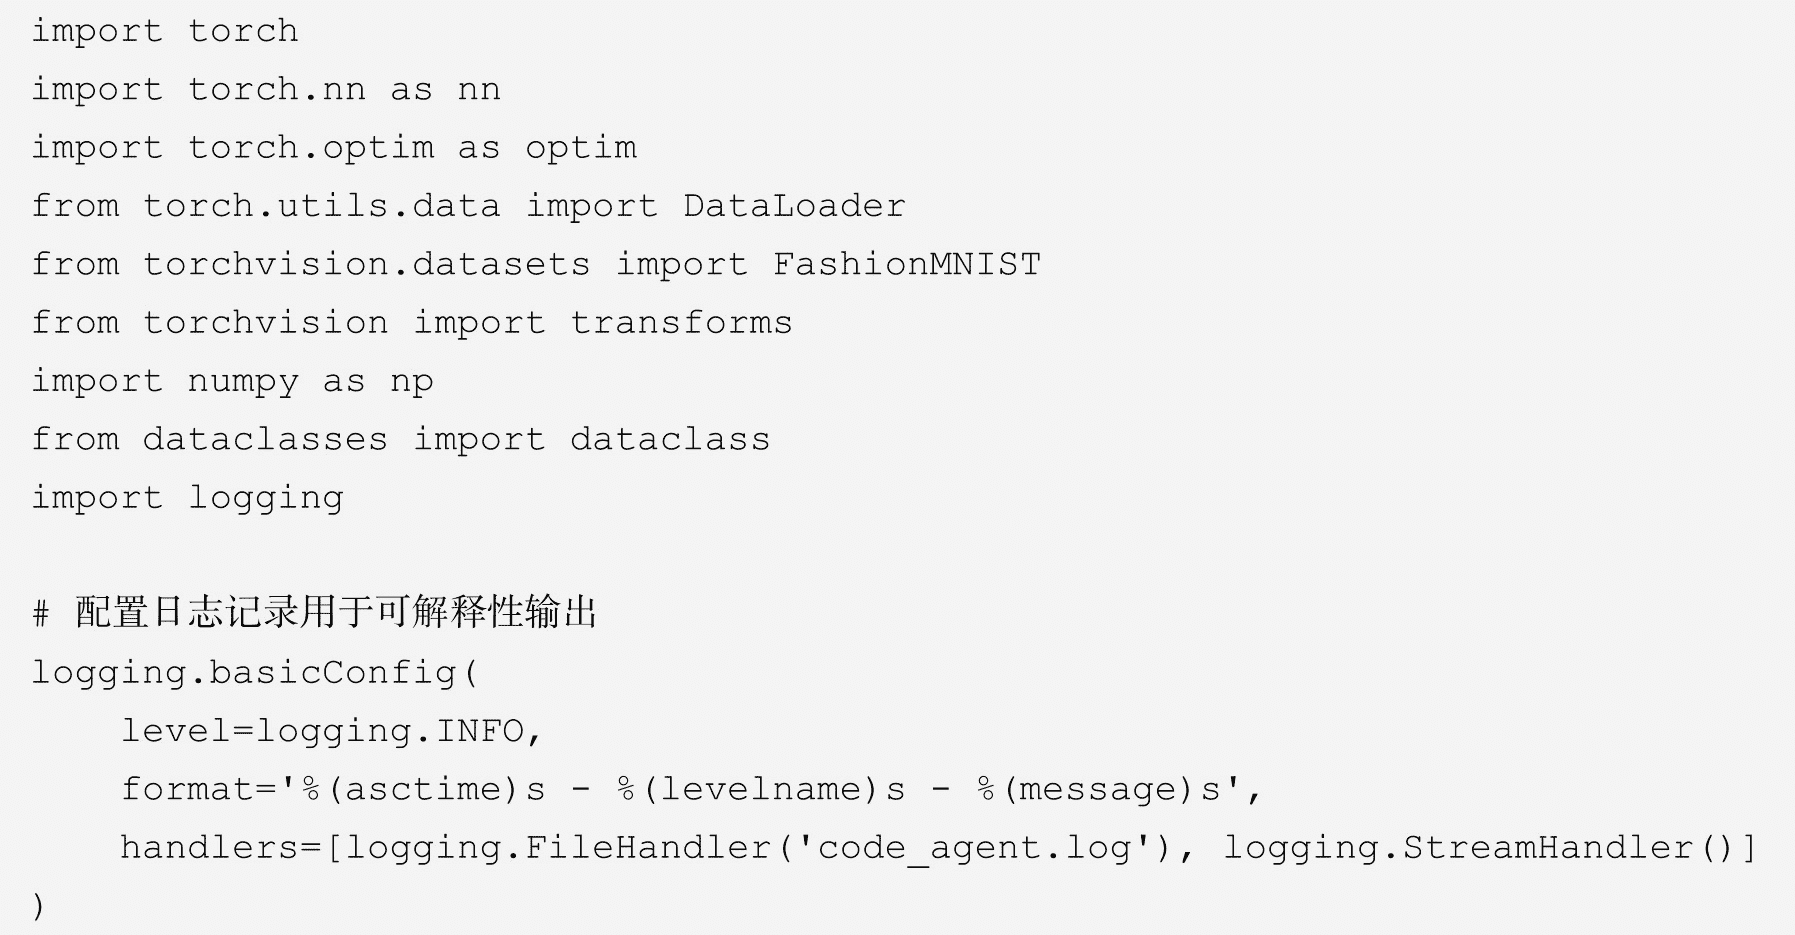 import torch
import torch.nn as nn
import torch.optim as optim
from torch.utils.data import DataLoader
from torchvision.datasets import FashionMNIST
from torchvision import transforms
import numpy as np
from dataclasses import dataclass
import logging

# 配置日志记录用于可解释性输出
logging.basicConfig(
    level=logging.INFO,
    format='%(asctime)s - %(levelname)s - %(message)s',
    handlers=[logging.FileHandler('code_agent.log'), logging.StreamHandler()]
)